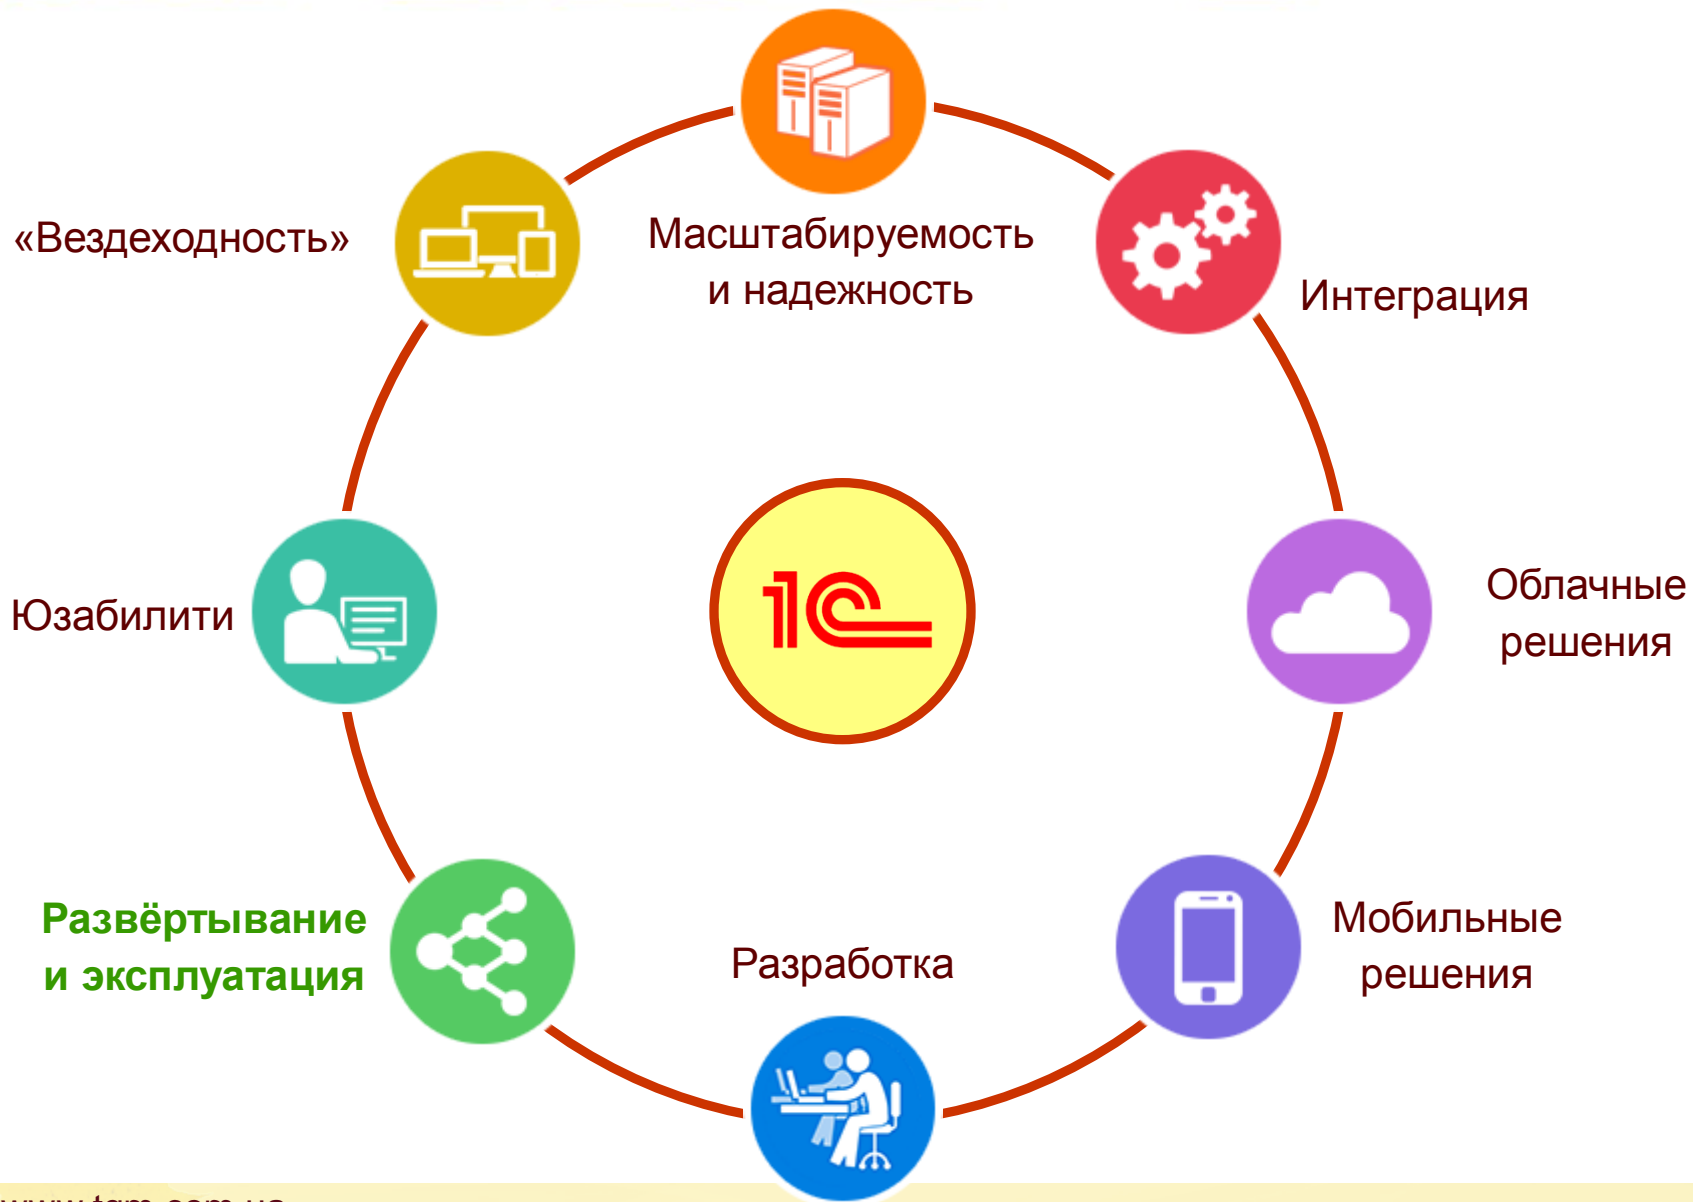 Масштабируемость
и надежность
«Вездеходность»
Интеграция
1С
Юзабилити
Облачные
решения
Развёртывание
и эксплуатация
Разработка
Мобильные
решения